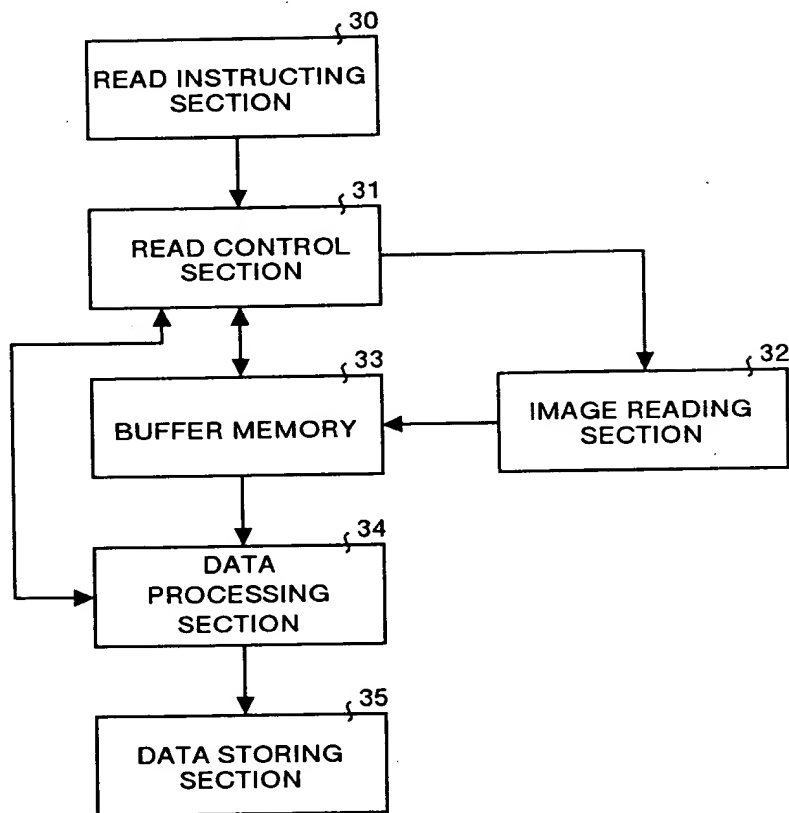 30
READ INSTRUCTING
SECTION
31
READ CONTROL
SECTION
33
BUFFER MEMORY
32
IMAGE READING
SECTION
34
DATA
PROCESSING
SECTION
35
DATA STORING
SECTION